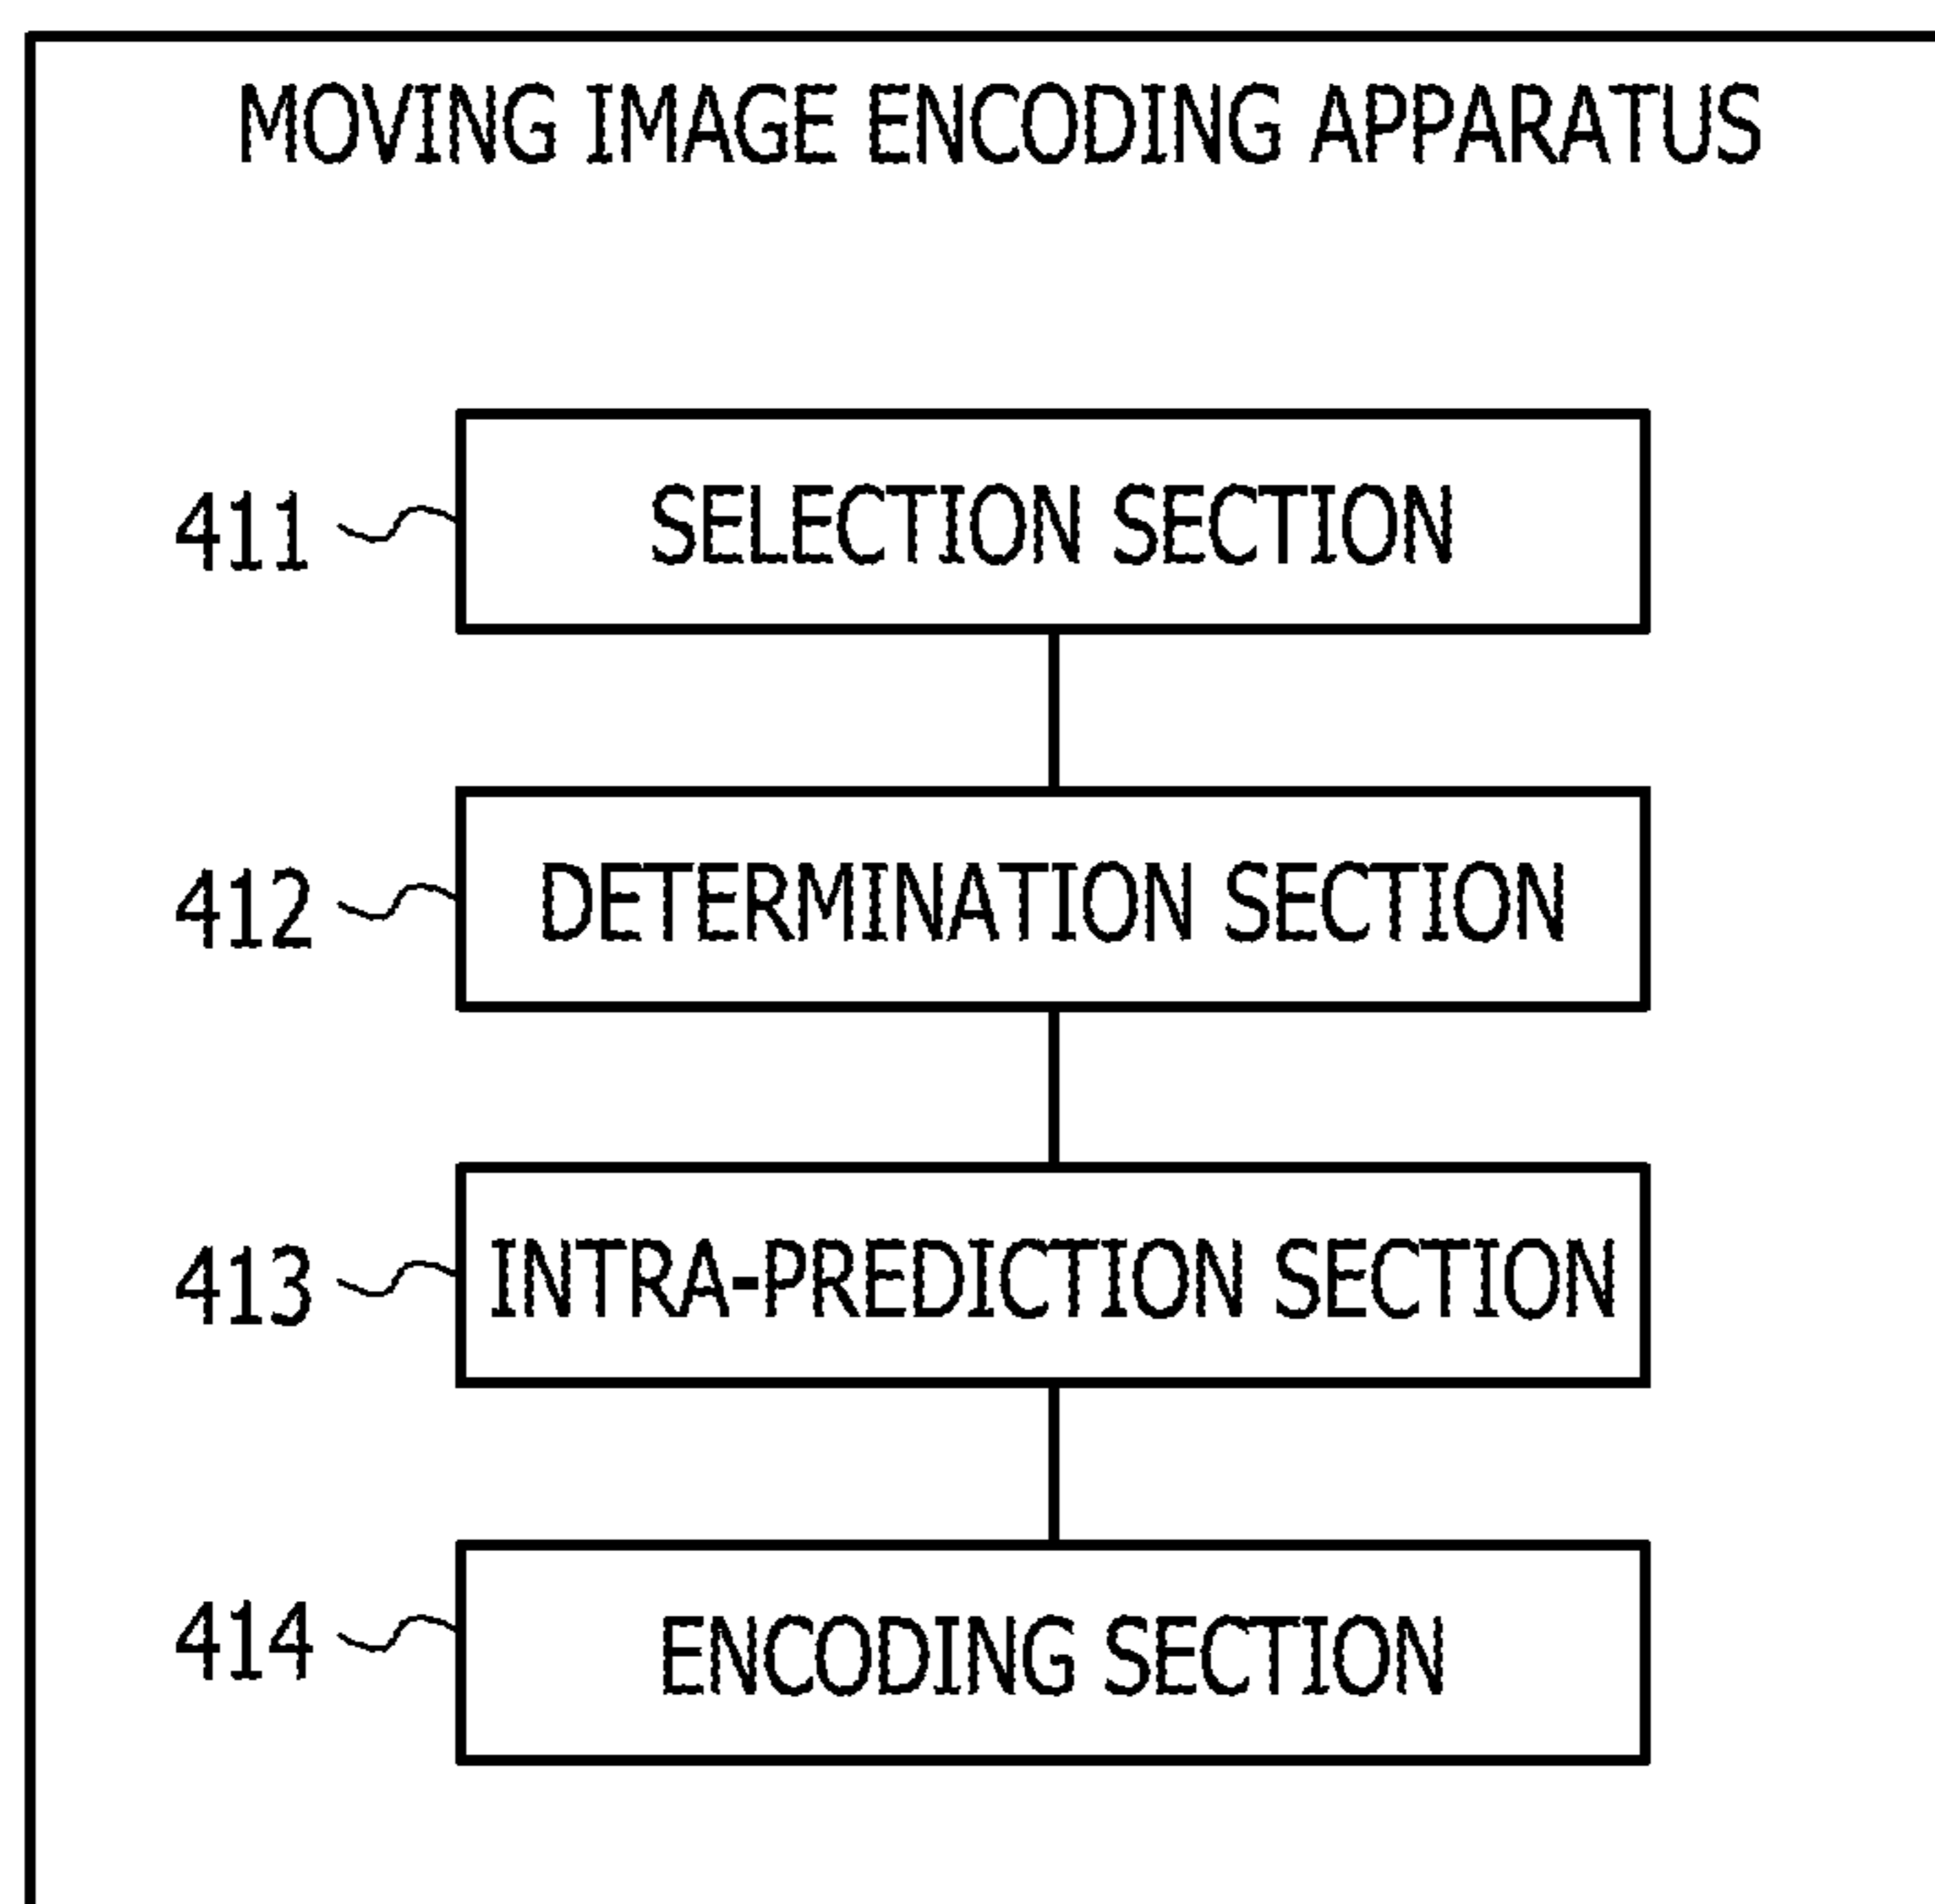 MOVING IMAGE ENCODING APPARATUS
411 SELECTION SECTION
412 DETERMINATION SECTION
413 INTRA-PREDICTION SECTION
414 ENCODING SECTION